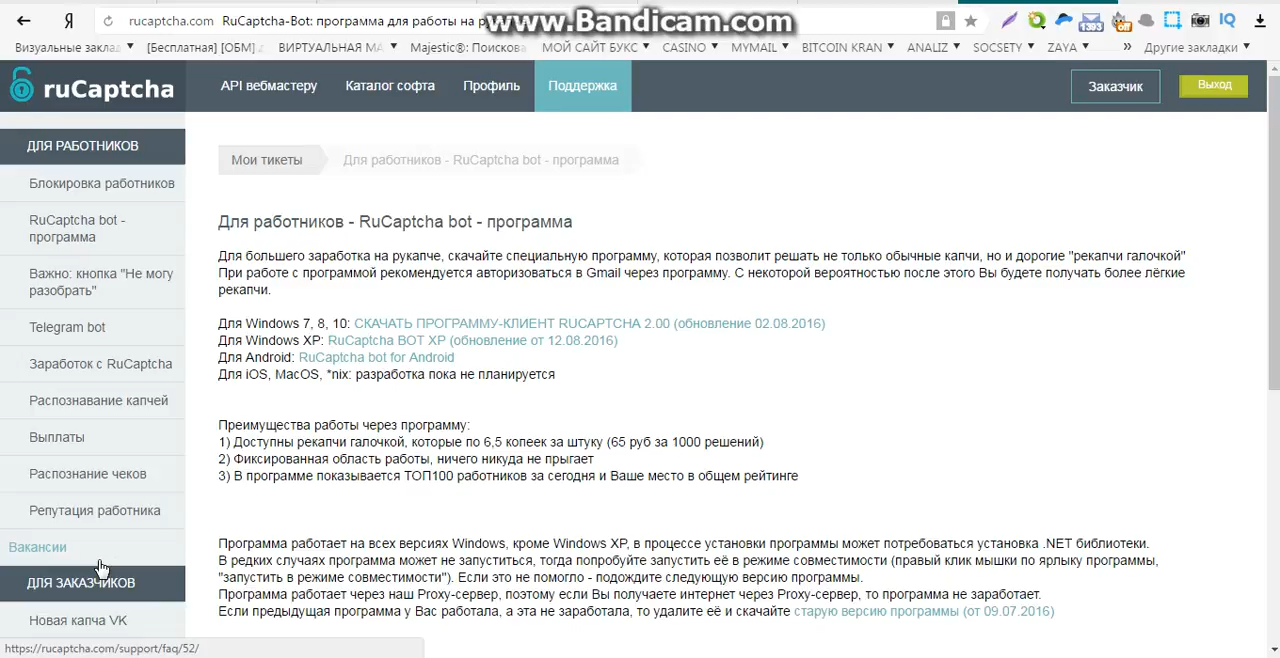 rucaptcha.com RuCaptcha-Bot: программа для работы на
www.Bandicam.com
1393
off
IQ
Визуальные заклад
[Бесплатная] [ОБМ]
ВИРТУАЛЬНАЯ МА
Majestic®: Поискова
МОЙ САЙТ БУКС
CASINO
MYMAIL
BITCOIN KRAN
ANALIZ
SOCSETY
ZAYA
» Другие закладки
ruCaptcha
API вебмастеру
Каталог софта
Профиль
Поддержка
Заказчик
Выход
ДЛЯ РАБОТНИКОВ
Блокировка работников
RuCaptcha bot -
программа
Важно: кнопка "Не могу
разобрать"
Telegram bot
Заработок с RuCaptcha
Распознавание капчей
Выплаты
Распознание чеков
Репутация работника
Вакансии
ДЛЯ ЗАКАЗЧИКОВ
Новая капча VK
Мои тикеты
Для работников - RuCaptcha bot - программа
Для работников - RuCaptcha bot - программа
Для большего заработка на рукапче, скачайте специальную программу, которая позволит решать не только обычные капчи, но и дорогие "рекапчи галочкой"
При работе с программой рекомендуется авторизоваться в Gmail через программу. С некоторой вероятностью после этого Вы будете получать более лёгкие
рекапчи.
Для Windows 7, 8, 10: СКАЧАТЬ ПРОГРАММУ-КЛИЕНТ RUCAPTCHA 2.00 (обновление 02.08.2016)
Для Windows XP: RuCaptcha BOT XP (обновление от 12.08.2016)
Для Android: RuCaptcha bot for Android
Для iOS, MacOS, *nix: разработка пока не планируется
Преимущества работы через программу:
1) Доступны рекапчи галочкой, которые по 6,5 копеек за штуку (65 руб за 1000 решений)
2) Фиксированная область работы, ничего никуда не прыгает
3) В программе показывается ТОП100 работников за сегодня и Ваше место в общем рейтинге
Программа работает на всех версиях Windows, кроме Windows XP, в процессе установки программы может потребоваться установка .NET библиотеки.
В редких случаях программа может не запуститься, тогда попробуйте запустить её в режиме совместимости (правый клик мышки по ярлыку программы,
"запустить в режиме совместимости"). Если это не помогло - подождите следующую версию программы.
Программа работает через наш Proxy-сервер, поэтому если Вы получаете интернет через Proxy-сервер, то программа не заработает.
Если предыдущая программа у Вас работала, а эта не заработала, то удалите её и скачайте старую версию программы (от 09.07.2016)
https://rucaptcha.com/support/faq/52/